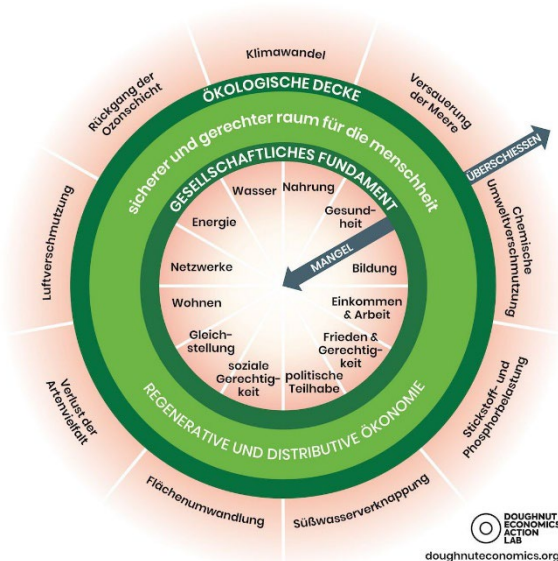 Klimawandel
Versauerung
der Meere
ÜBERSCHIESSEN
Chemische
Umweltverschmutzung
Stickstoff- und
Phosphorbelastung
Süßwasserverknappung
Flächenumwandlung
Verlust der
Artenvielfalt
Luftverschmutzung
Rückgang der
Ozonschicht
ÖKOLOGISCHE DECKE
sicherer und gerechter raum für die menschheit
GESELLSCHAFTLICHES FUNDAMENT
Wasser
Nahrung
Gesund-
heit
MANGEL
Bildung
Einkommen
& Arbeit
Frieden &
Gerechtig-
keit
politische
Teilhabe
soziale
Gerechtig-
keit
Gleich-
stellung
Wohnen
Netzwerke
Energie
REGENERATIVE UND DISTRIBUTIVE ÖKONOMIE
DOUGHNUT
ECONOMICS
ACTION
LAB
doughnuteconomics.org